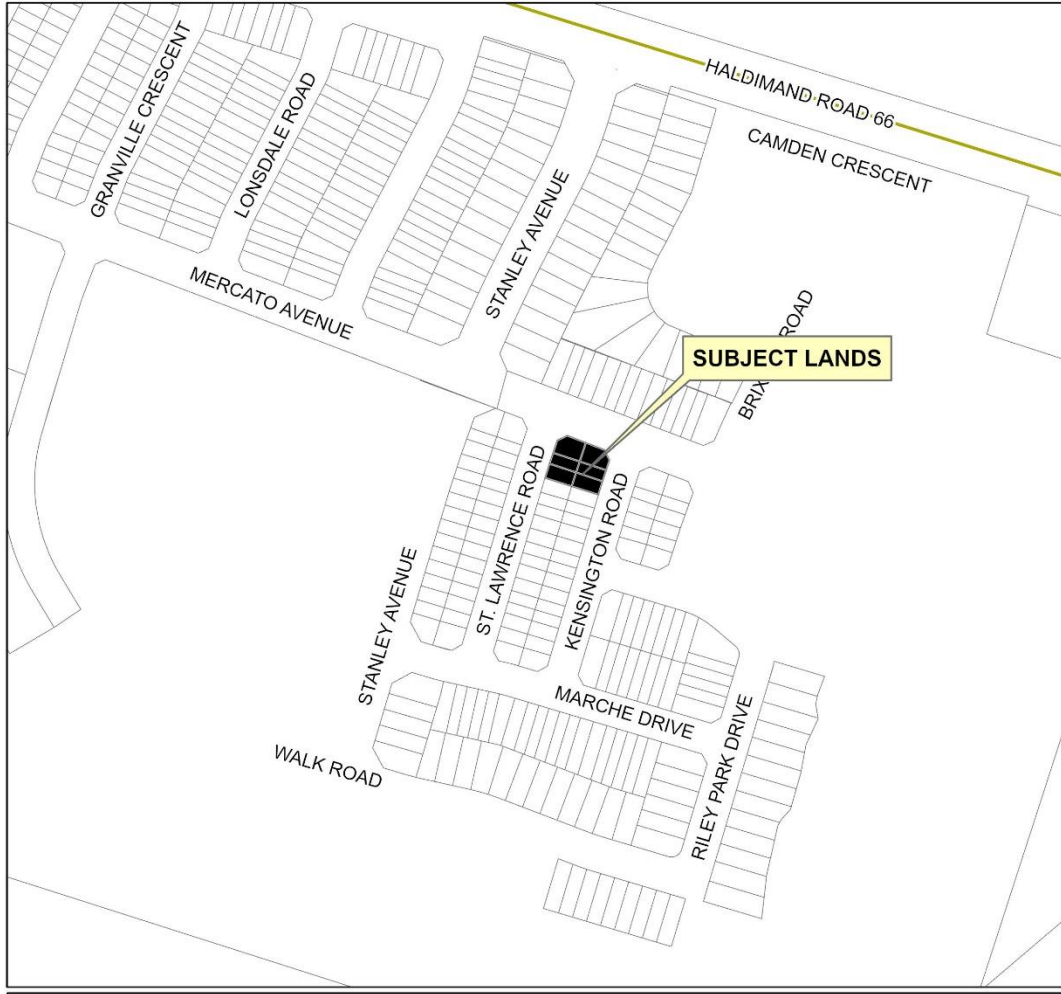 HALDIMAND ROAD 66
CAMDEN CRESCENT
GRANVILLE CRESCENT
LONSDALE ROAD
STANLEY AVENUE
MERCATO AVENUE
ROAD
SUBJECT LANDS
ST. LAWRENCE ROAD
KENSINGTON ROAD
STANLEY AVENUE
MARCHE DRIVE
RILEY PARK DRIVE
WALK ROAD